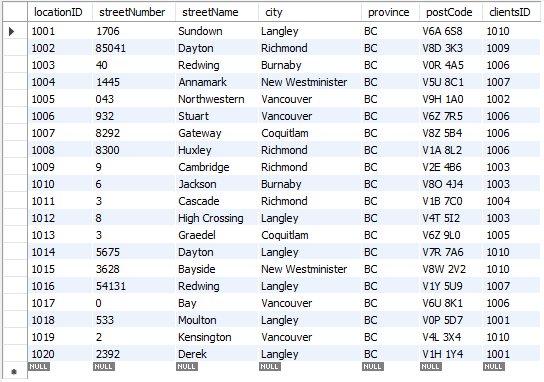 locationID streetNumber streetName city province postCode clientsID
1001 1706 Sundown Langley BC V6A 6S8 1010
1002 85041 Dayton Richmond BC V8D 3K3 1009
1003 40 Redwing Burnaby BC V0R 4A5 1006
1004 1445 Annamark New Westminister BC V5U 8C1 1007
1005 043 Northwestern Vancouver BC V9H 1A0 1002
1006 932 Stuart Vancouver BC V6Z 7R5 1006
1007 8292 Gateway Coquitlam BC V8Z 5B4 1006
1008 8300 Huxley Richmond BC V1A 8L2 1006
1009 9 Cambridge Richmond BC V2E 4B6 1003
1010 6 Jackson Burnaby BC V8O 4J4 1003
1011 3 Cascade Richmond BC V1B 7C0 1004
1012 8 High Crossing Langley BC V4T 5I2 1003
1013 3 Graedel Coquitlam BC V6Z 9L0 1005
1014 5675 Dayton Langley BC V7R 7A6 1010
1015 3628 Bayside New Westminister BC V8W 2V2 1010
1016 54131 Redwing Langley BC V1Y 5U9 1007
1017 0 Bay Vancouver BC V6U 8K1 1006
1018 533 Moulton Langley BC V0P 5D7 1001
1019 2 Kensington Vancouver BC V4L 3X4 1010
1020 2392 Derek Langley BC V1H 1Y4 1001
NULL NULL NULL NULL NULL NULL NULL